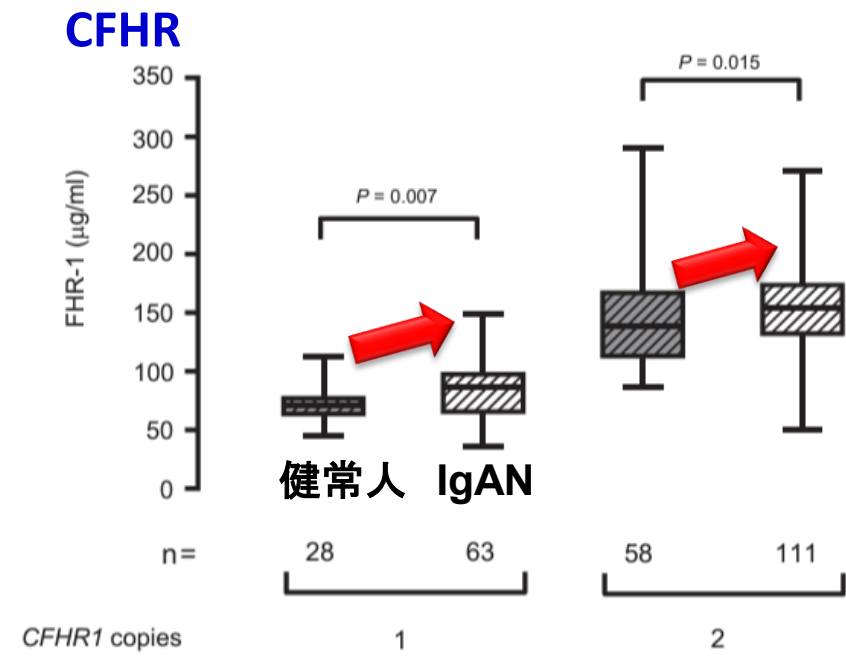 CFHR
350
300
250
200
150
100
50
0
FHR-1 (μg/ml)
P = 0.007
P = 0.015
健常人 IgAN
n= 28 63 58 111
CFHR1 copies 1 2